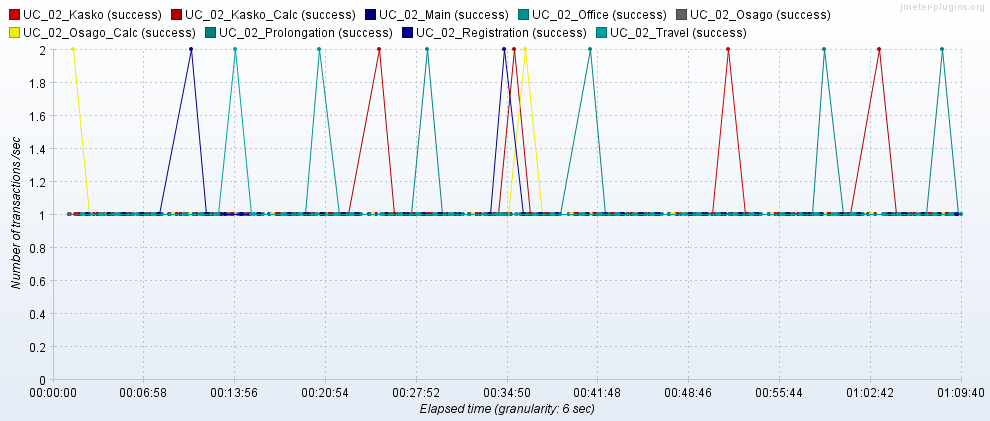 jmeter-plugins.org
UC_02_Kasko (success) UC_02_Kasko_Calc (success) UC_02_Main (success) UC_02_Office (success) UC_02_Osago (success)
UC_02_Osago_Calc (success) UC_02_Prolongation (success) UC_02_Registration (success) UC_02_Travel (success)
Number of transactions /sec
2
1.8
1.6
1.4
1.2
1
0.8
0.6
0.4
0.2
0
00:00:00 00:06:58 00:13:56 00:20:54 00:27:52 00:34:50 00:41:48 00:48:46 00:55:44 01:02:42 01:09:40
Elapsed time (granularity: 6 sec)